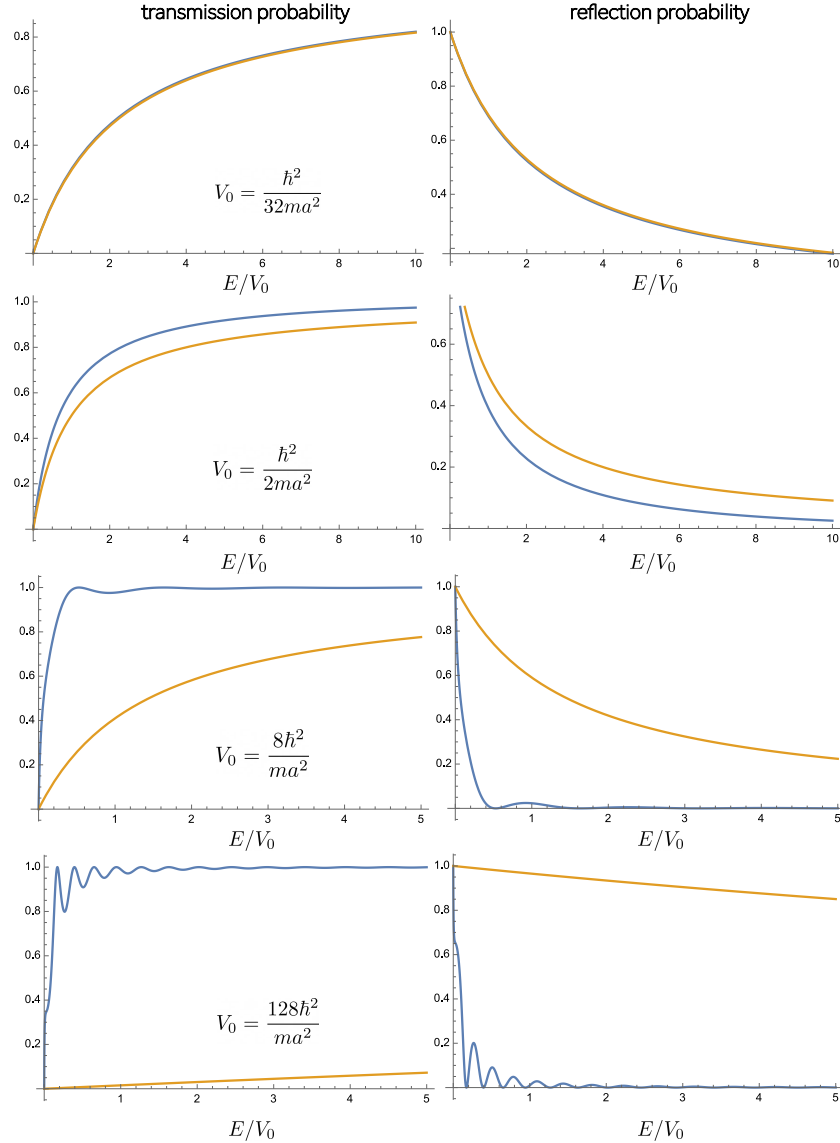 transmission probability
reflection probability
1.0
0.8
0.8
0.6
0.6
0.4
0.4
0.2
V_0 = \frac{\hbar^2}{32ma^2}
2 4 6 8 10
2 4 6 8 10
E/V_0
E/V_0
0.8
0.6
0.6
0.4
0.4
0.2
0.2
V_0 = \frac{\hbar^2}{2ma^2}
2 4 6 8 10
2 4 6 8 10
E/V_0
E/V_0
1.0
1.0
0.8
0.8
0.6
0.6
0.4
0.4
0.2
0.2
V_0 = \frac{8\hbar^2}{ma^2}
1 2 3 4 5
1 2 3 4 5
E/V_0
E/V_0
1.0
1.0
0.8
0.8
0.6
0.6
0.4
0.4
0.2
0.2
V_0 = \frac{128\hbar^2}{ma^2}
1 2 3 4 5
1 2 3 4 5
E/V_0
E/V_0